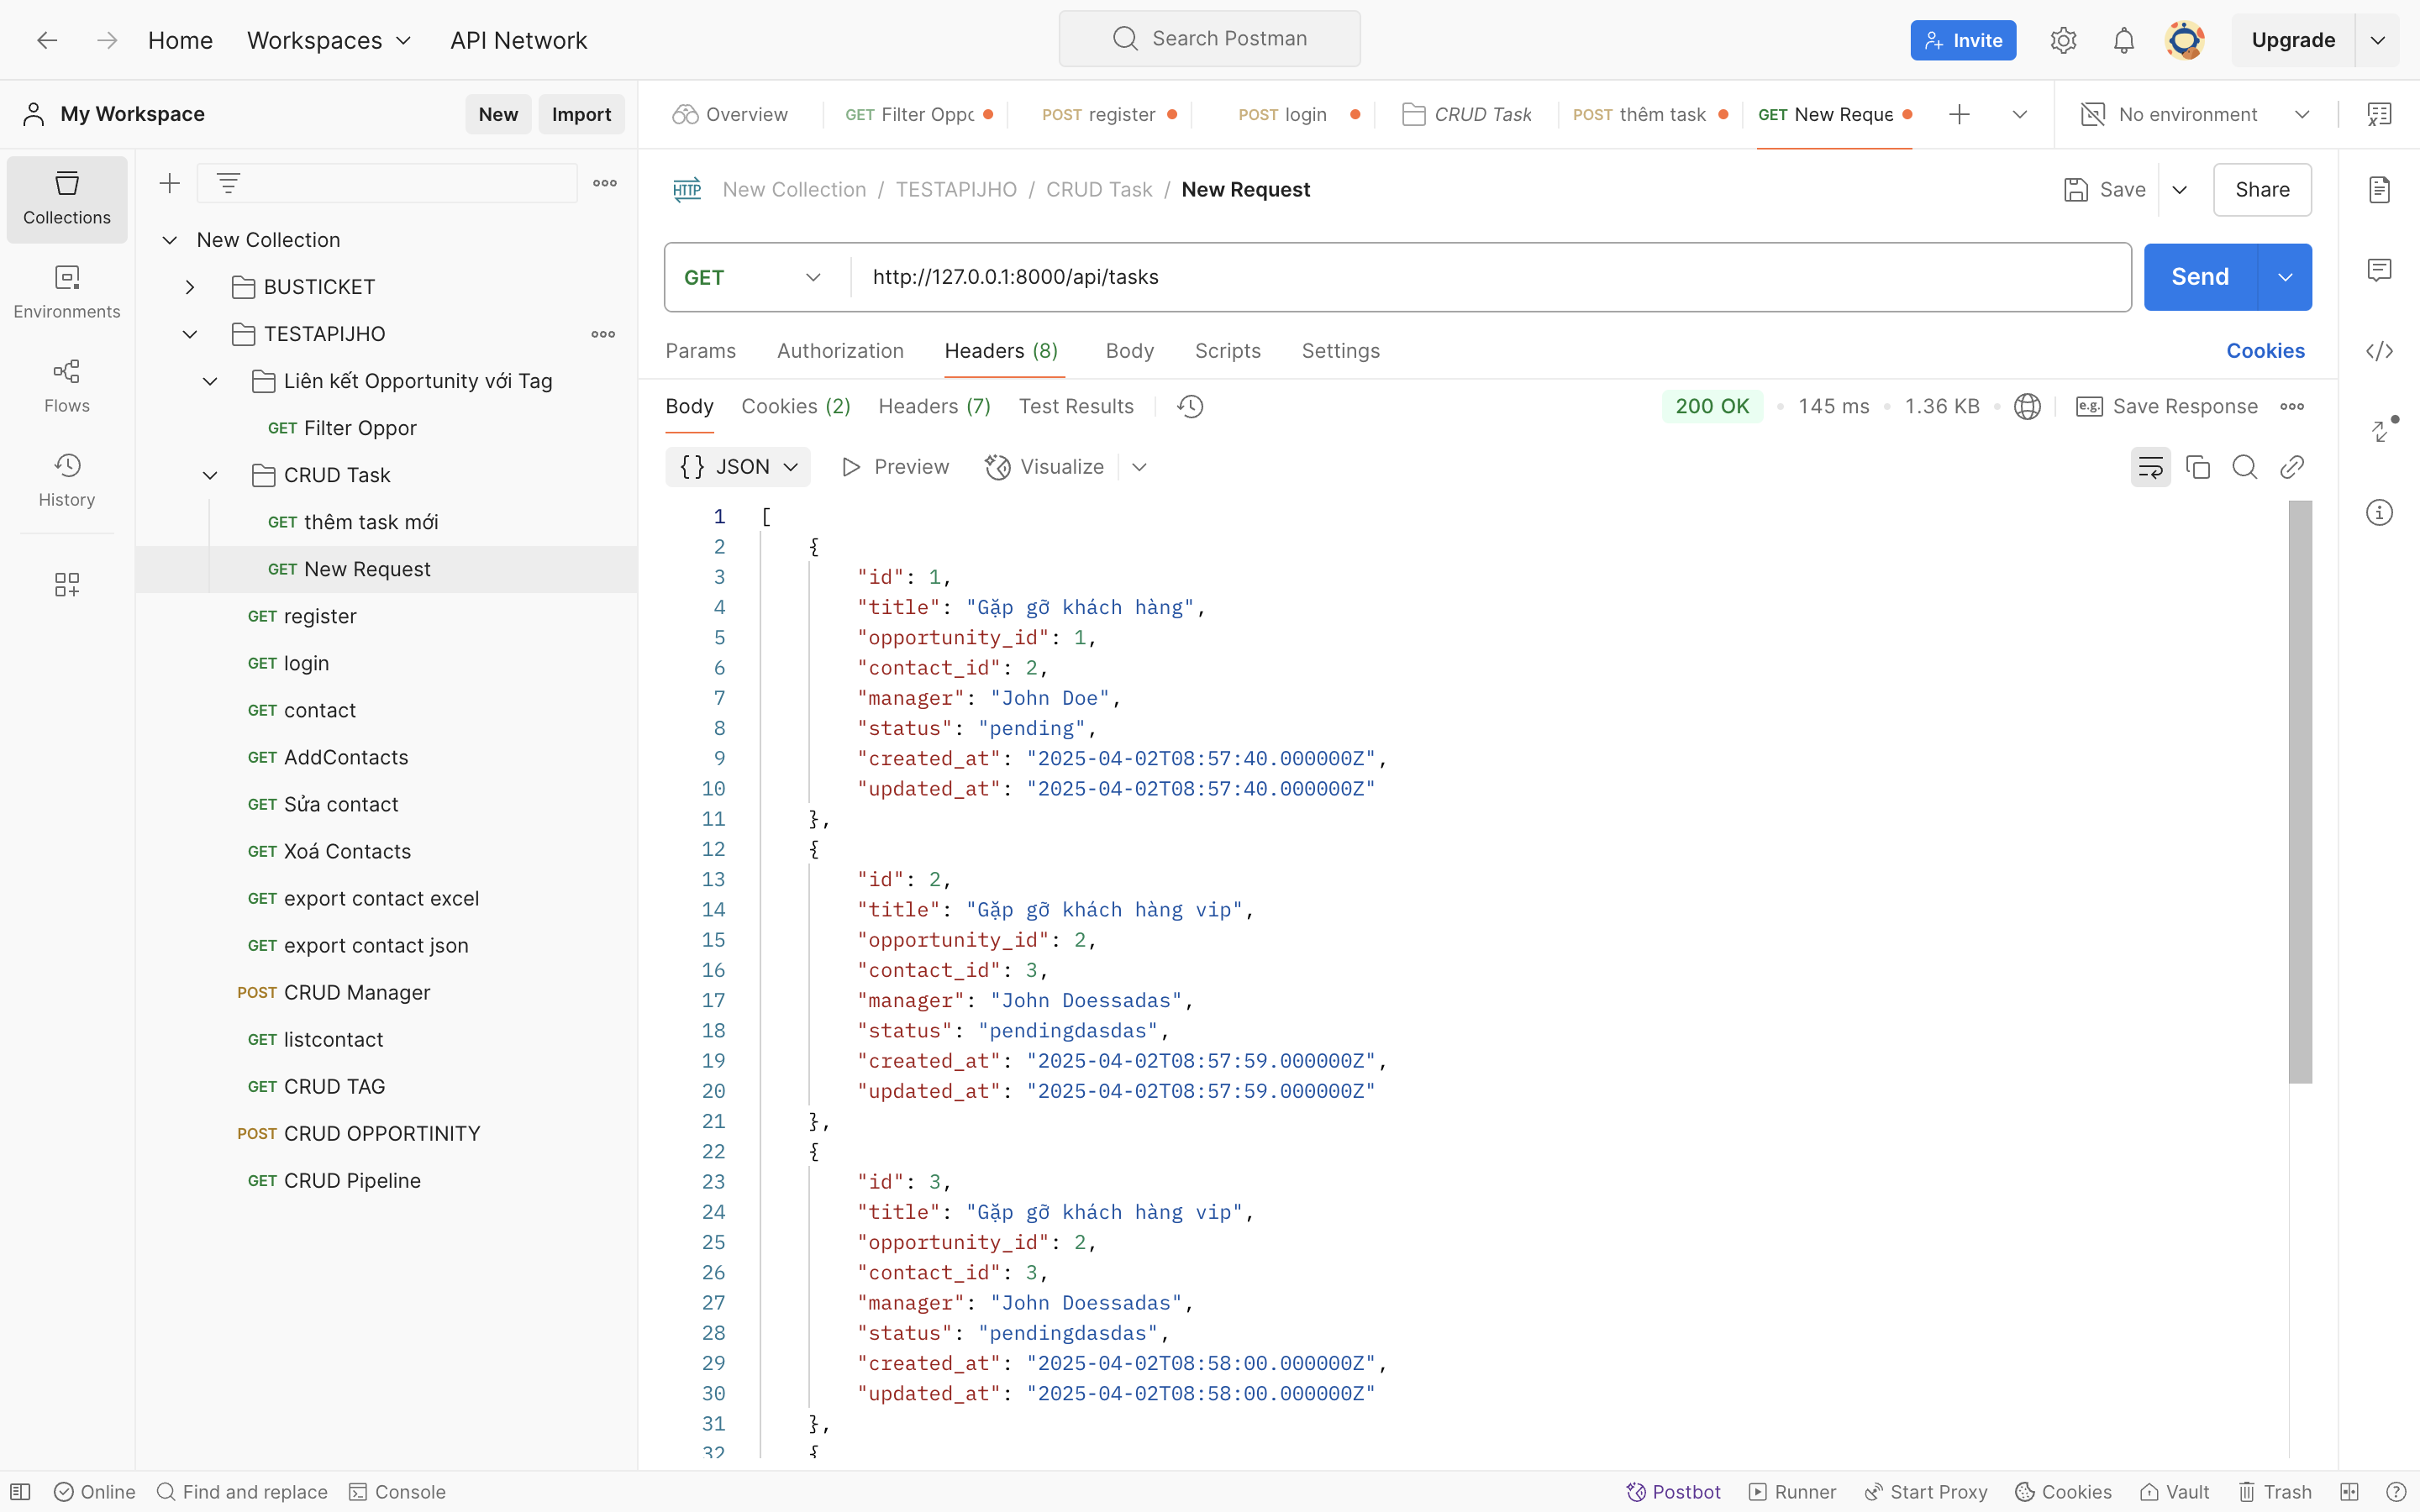 Home Workspaces API Network Search Postman Invite Upgrade
My Workspace New Import
Overview GET Filter Oppo POST register POST login CRUD Task POST thêm task GET New Reque No environment
Collections
Environments
Flows
History
New Collection
BUSTICKET
TESTAPIJHO
Liên kết Opportunity với Tag
GET Filter Oppor
CRUD Task
GET thêm task mới
GET New Request
GET register
GET login
GET contact
GET AddContacts
GET Sửa contact
GET Xoá Contacts
GET export contact excel
GET export contact json
POST CRUD Manager
GET listcontact
GET CRUD TAG
POST CRUD OPPORTINITY
GET CRUD Pipeline
HTTP New Collection / TESTAPIJHO / CRUD Task / New Request Save Share
GET http://127.0.0.1:8000/api/tasks Send
Params Authorization Headers (8) Body Scripts Settings Cookies
Body Cookies (2) Headers (7) Test Results 200 OK 145 ms 1.36 KB e.g. Save Response
{} JSON Preview Visualize
1 [
2 {
3 "id": 1,
4 "title": "Gặp gỡ khách hàng",
5 "opportunity_id": 1,
6 "contact_id": 2,
7 "manager": "John Doe",
8 "status": "pending",
9 "created_at": "2025-04-02T08:57:40.000000Z",
10 "updated_at": "2025-04-02T08:57:40.000000Z"
11 },
12 {
13 "id": 2,
14 "title": "Gặp gỡ khách hàng vip",
15 "opportunity_id": 2,
16 "contact_id": 3,
17 "manager": "John Doessadas",
18 "status": "pendingdasdas",
19 "created_at": "2025-04-02T08:57:59.000000Z",
20 "updated_at": "2025-04-02T08:57:59.000000Z"
21 },
22 {
23 "id": 3,
24 "title": "Gặp gỡ khách hàng vip",
25 "opportunity_id": 2,
26 "contact_id": 3,
27 "manager": "John Doessadas",
28 "status": "pendingdasdas",
29 "created_at": "2025-04-02T08:58:00.000000Z",
30 "updated_at": "2025-04-02T08:58:00.000000Z"
31 },
32 {
Online Find and replace Console Postbot Runner Start Proxy Cookies Vault Trash